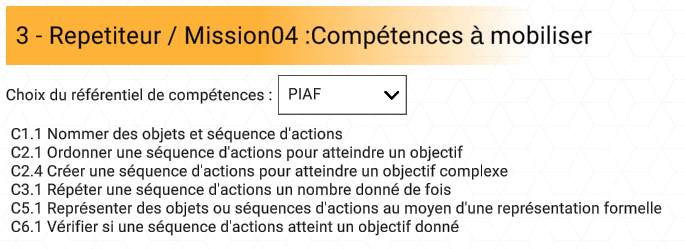 3 - Repetiteur / Mission04 :Compétences à mobiliser
Choix du référentiel de compétences : PIAF
C1.1 Nommer des objets et séquence d'actions
C2.1 Ordonner une séquence d'actions pour atteindre un objectif
C2.4 Créer une séquence d'actions pour atteindre un objectif complexe
C3.1 Répéter une séquence d'actions un nombre donné de fois
C5.1 Représenter des objets ou séquences d'actions au moyen d'une représentation formelle
C6.1 Vérifier si une séquence d'actions atteint un objectif donné